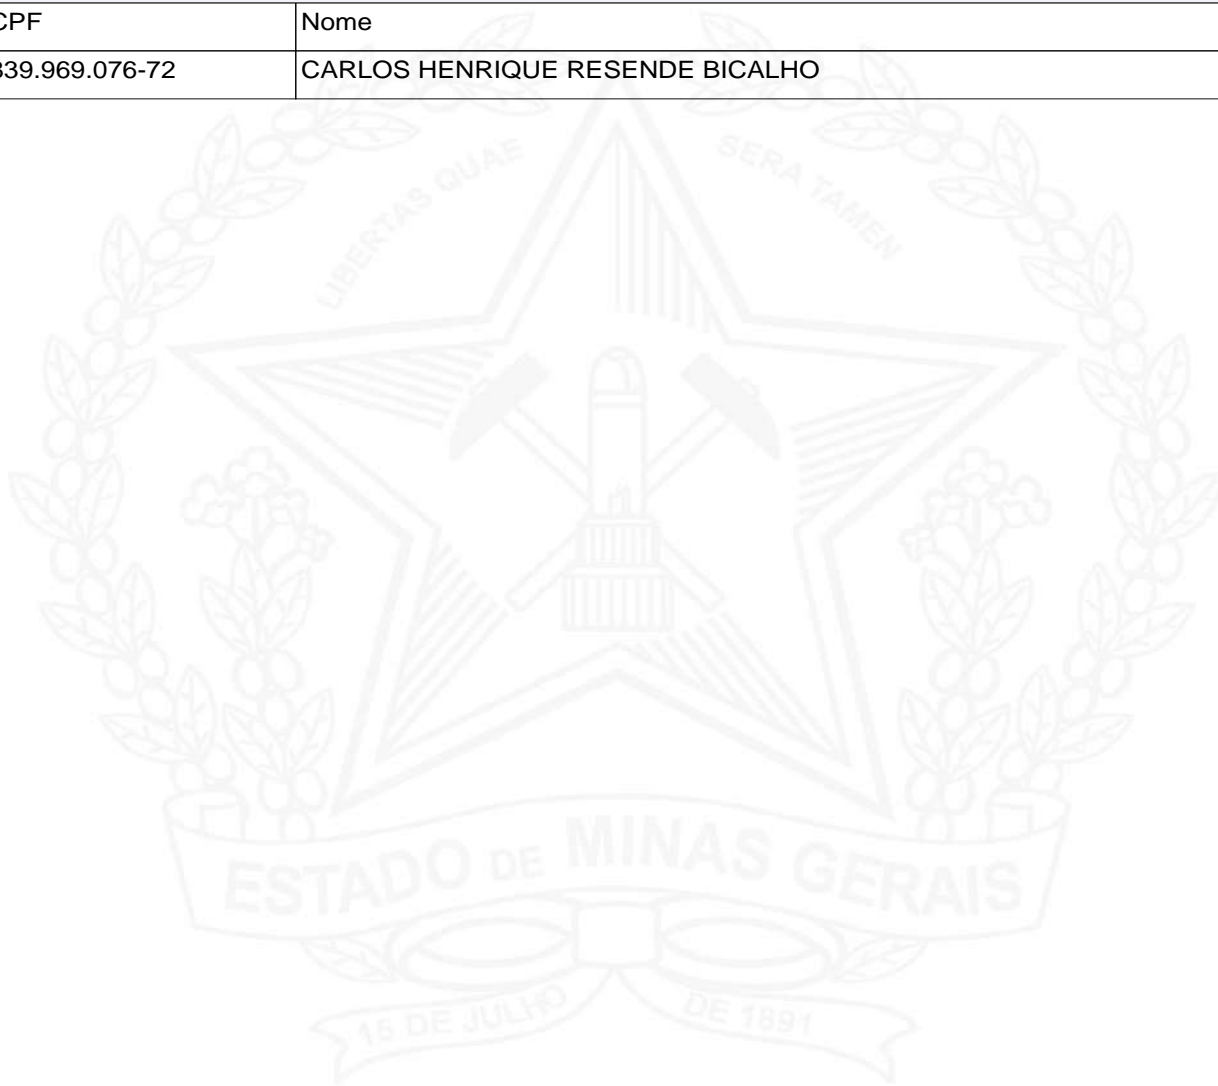 CPF Nome
839.969.076-72 CARLOS HENRIQUE RESENDE BICALHO
LIBERTAS QUAE SERA TAMEN
ESTADO DE MINAS GERAIS
15 DE JULHO DE 1891